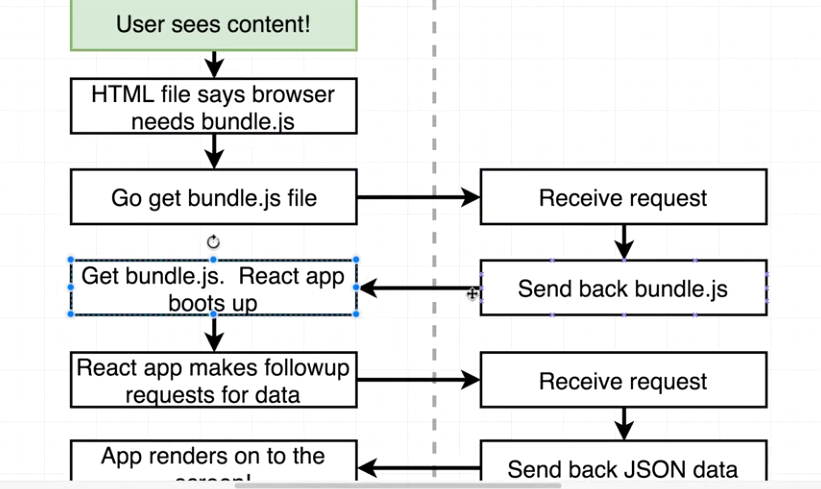 User sees content!
HTML file says browser
needs bundle.js
Go get bundle.js file
Receive request
Get bundle.js.  React app
boots up
Send back bundle.js
React app makes followup
requests for data
Receive request
App renders on to the
screen!
Send back JSON data